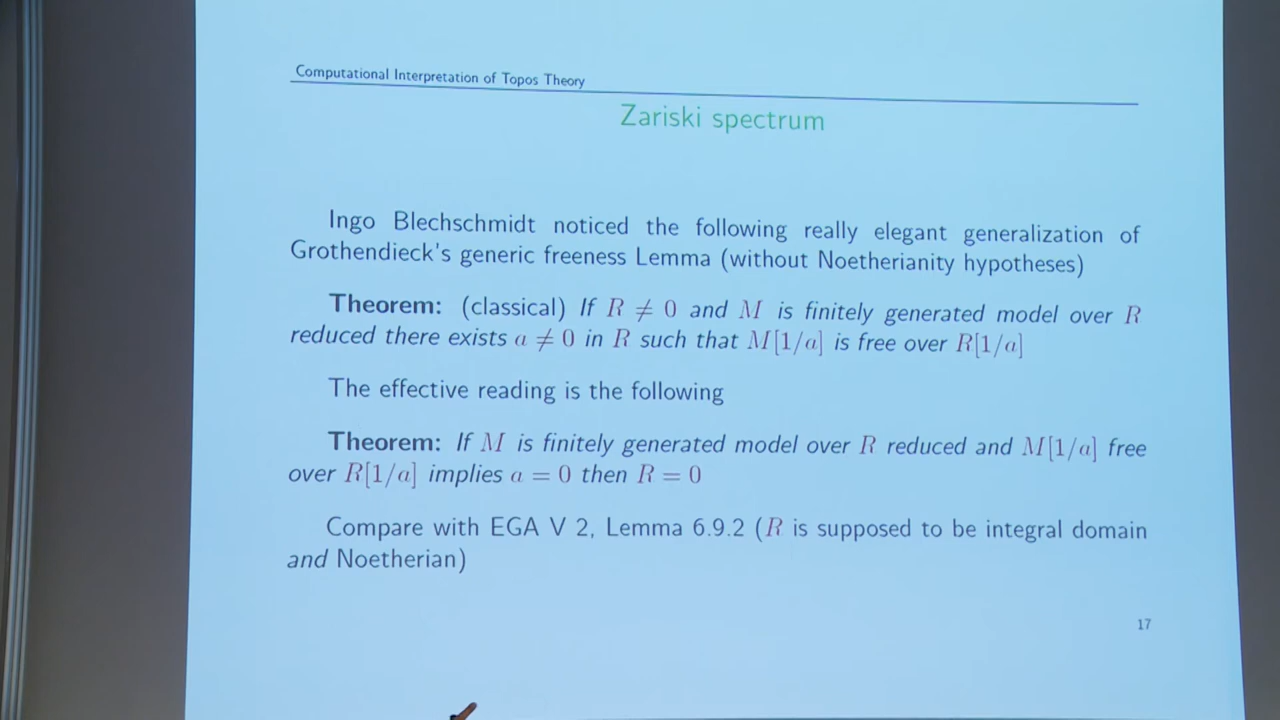 Computational Interpretation of Topos Theory
Zariski spectrum
Ingo Blechschmidt noticed the following really elegant generalization of
Grothendieck's generic freeness Lemma (without Noetherianity hypotheses)
Theorem: (classical) If R ≠ 0 and M is finitely generated model over R
reduced there exists a ≠ 0 in R such that M[1/a] is free over R[1/a]
The effective reading is the following
Theorem: If M is finitely generated model over R reduced and M[1/a] free
over R[1/a] implies a = 0 then R = 0
Compare with EGA V 2, Lemma 6.9.2 (R is supposed to be integral domain
and Noetherian)
17